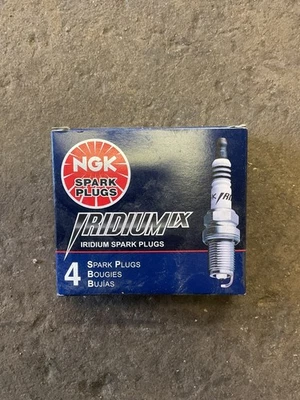 NGK
SPARK
PLUGS
IRIDIUM IX
IRIDIUM SPARK PLUGS
4
SPARK PLUGS
BOUGIES
BUJÍAS